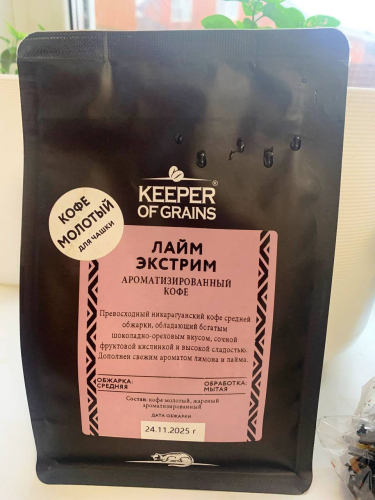 KEEPER
OF GRAINS®
КОФЕ
МОЛОТЫЙ
ДЛЯ ЧАШКИ
ЛАЙМ
ЭКСТРИМ
АРОМАТИЗИРОВАННЫЙ
КОФЕ
Превосходный никарагуанский кофе средней
обжарки, обладающий богатым
шоколадно-ореховым вкусом, сочной
фруктовой кислинкой и высокой сладостью.
Дополнен свежим ароматом лимона и лайма.
ОБЖАРКА: ОБРАБОТКА:
СРЕДНЯЯ МЫТАЯ
Состав: кофе молотый, жареный
ароматизированный
ДАТА ОБЖАРКИ
24.11.2025 г.